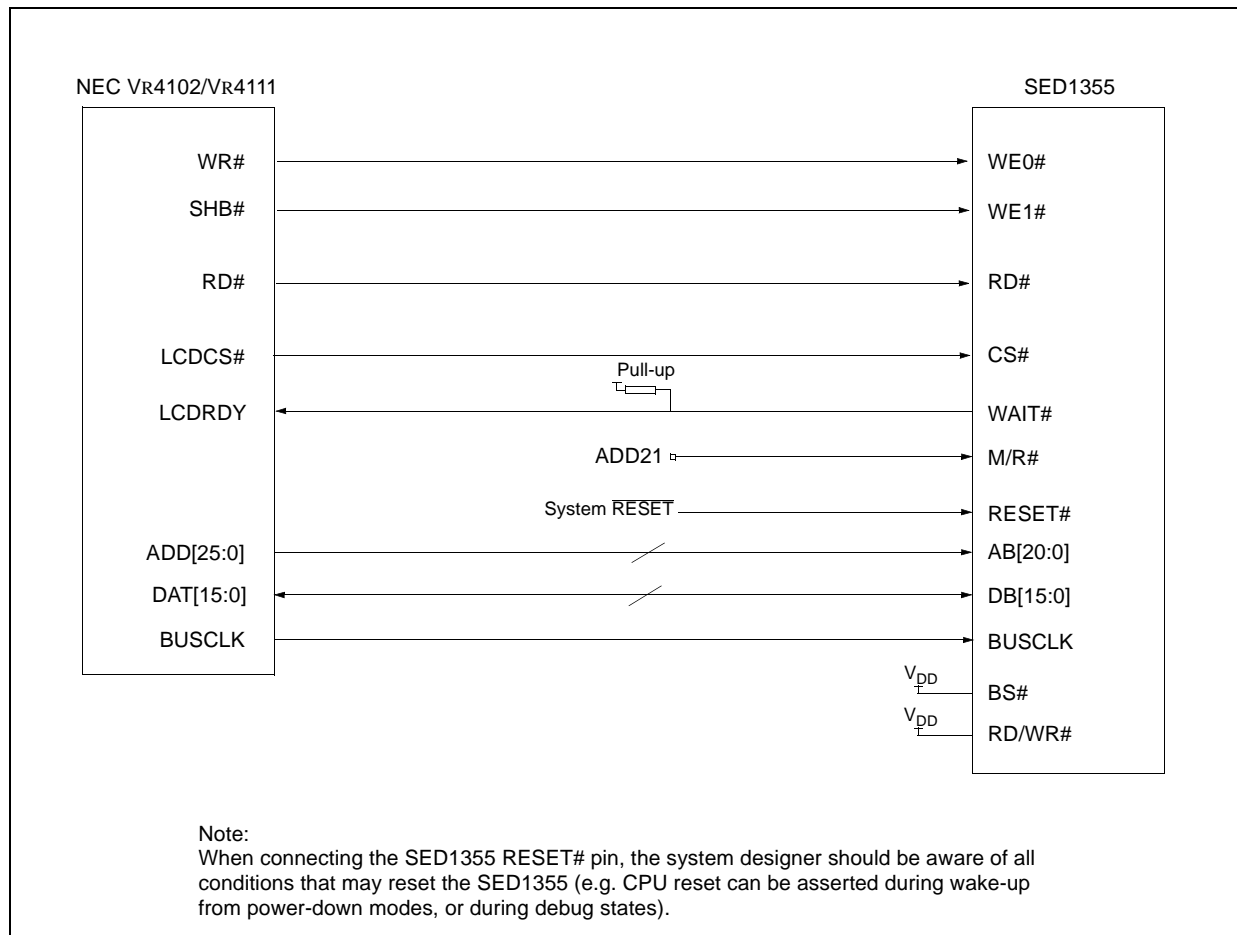 NEC VR4102/VR4111 SED1355
WR# WE0#
SHB# WE1#
RD# RD#
LCDCS# CS#
Pull-up
LCDRDY WAIT#
ADD21 M/R#
System RESET RESET#
ADD[25:0] AB[20:0]
DAT[15:0] DB[15:0]
BUSCLK BUSCLK
VDD BS#
VDD RD/WR#
Note:
When connecting the SED1355 RESET# pin, the system designer should be aware of all
conditions that may reset the SED1355 (e.g. CPU reset can be asserted during wake-up
from power-down modes, or during debug states).